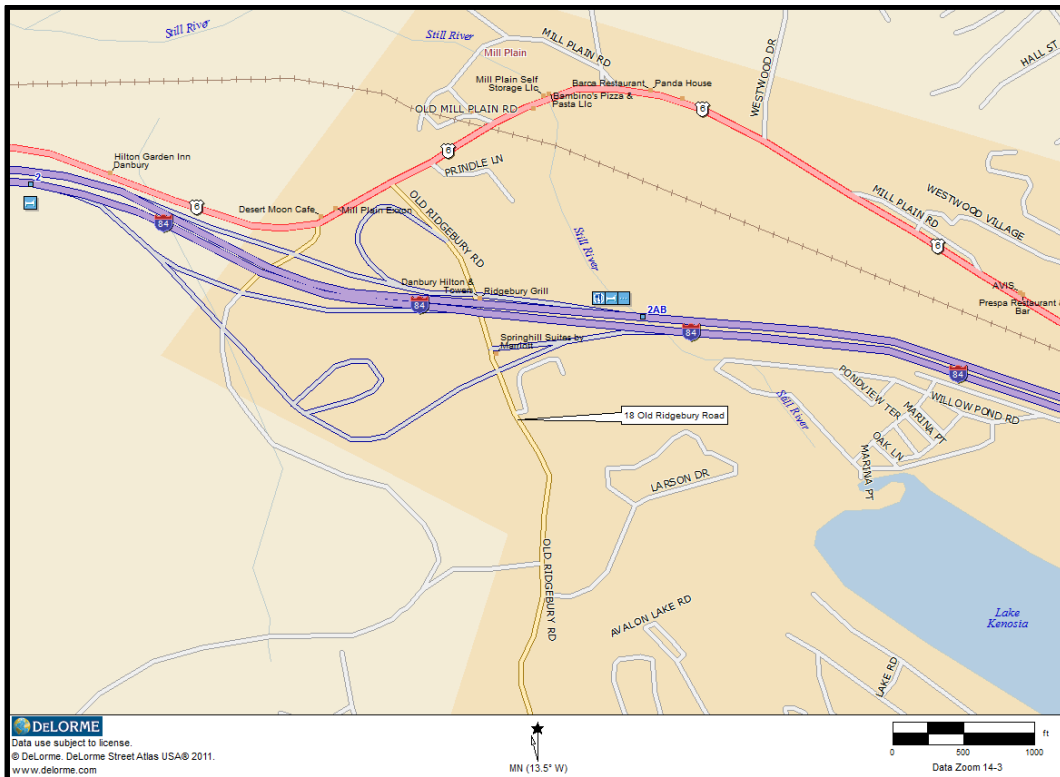 Still River
Still River
Mill Plain
MILL PLAIN RD
WESTWOOD DR
HALL ST
Mill Plain Self
Storage Llc
Barca Restaurant
Panda House
Bambino's Pizza &
Pasta Llc
OLD MILL PLAIN RD
6
6
PRINDLE LN
Hilton Garden Inn
Danbury
2
84
6
Desert Moon Cafe
Mill Plain Exxon
OLD RIDGEBURY RD
Still River
MILL PLAIN RD
WESTWOOD VILLAGE
6
Danbury Hilton &
Towers
Ridgebury Grill
84
2AB
84
AVIS
Prespa Restaurant &
Bar
Springhill Suites by
Marriott
84
18 Old Ridgebury Road
Still River
PONDVIEW TER
MARINA PT
WILLOW POND RD
OAK LN
MARINA PT
LARSON DR
OLD RIDGEBURY RD
AVALON LAKE RD
LAKE RD
Lake
Kenosia
DELORME
Data use subject to license.
© DeLorme. DeLorme Street Atlas USA® 2011.
www.delorme.com
MN (13.5° W)
ft
0 500 1000
Data Zoom 14-3